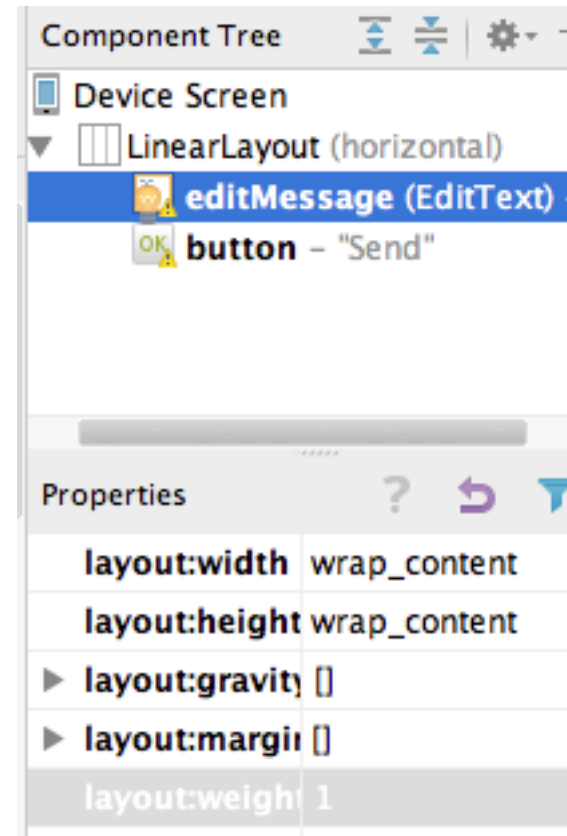 Component Tree
Device Screen
LinearLayout (horizontal)
editMessage (EditText)
OK button – "Send"
Properties ?
layout:width wrap_content
layout:height wrap_content
layout:gravity []
layout:margin []
layout:weight 1